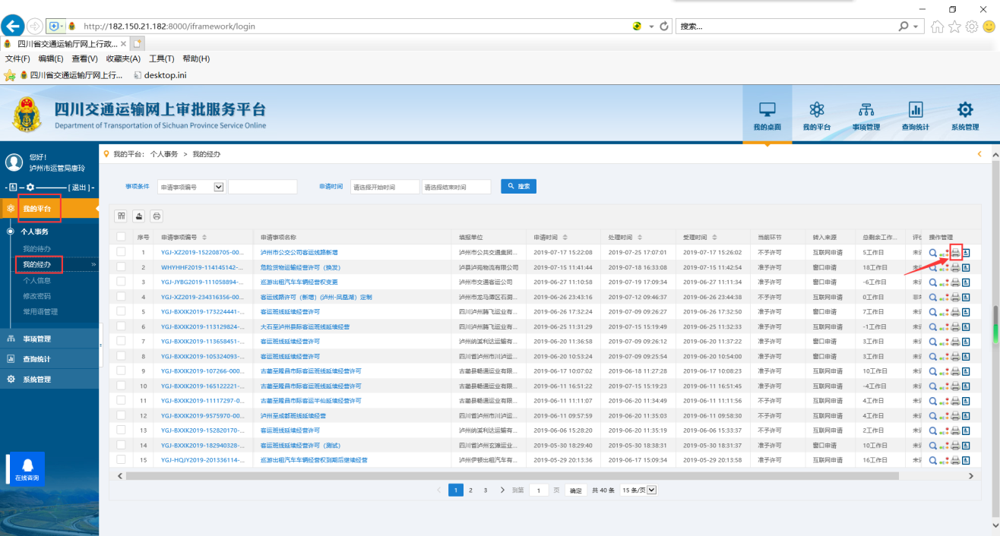 http://182.150.21.182:8000/iframework/login
搜索...
四川省交通运输厅网上行政...
文件(F) 编辑(E) 查看(V) 收藏夹(A) 工具(T) 帮助(H)
四川省交通运输厅网上行... desktop.ini
四川交通运输网上审批服务平台
Department of Transportation of Sichuan Province Service Online
我的桌面 我的平台 事项管理 查询统计 系统管理
您好!
泸州市运管局唐玲
[退出]
我的平台
个人事务
我的待办
我的经办 »
个人信息
修改密码
常用语管理
事项管理
查询统计
系统管理
在线咨询
我的平台: 个人事务 > 我的经办
事项条件 申请事项编号 申请时间 请选择开始时间 请选择结束时间 搜索
序号 申请事项编号 申请事项名称 填报单位 申请时间 处理时间 受理时间 当前环节 转入来源 总剩余工作... 操作管理
1 YGJ-XZ2019-152208705-00... 泸州市公交公司客运线路新增 泸州市公共交通集团... 2019-07-17 15:22:08 2019-07-25 17:07:01 2019-07-17 15:26:02 不予许可 互联网申请 5工作日
2 WHYHHF2019-114145142-... 危险货物运输经营许可（换发） 泸县泸苑物流有限公司 2019-07-15 11:41:44 2019-07-18 16:33:08 2019-07-15 11:42:54 准予许可 窗口申请 18工作日
3 YGJ-JYBG2019-111058894-... 巡游出租汽车车辆经营权变更 泸州市交通客运公司 2019-06-27 11:10:58 2019-07-19 17:09:34 2019-06-27 11:11:34 准予许可 窗口申请 -6工作日
4 YGJ-XZ2019-234316356-00... 客运线路许可（新增）(泸州-凤凰湖）定制 泸州市龙马潭区石洞... 2019-06-26 23:43:16 2019-07-12 09:46:37 2019-06-26 23:44:38 不予许可 互联网申请 0工作日
5 YGJ-BXXK2019-173224441-... 客运班线延续经营许可 四川泸州腾飞运业有... 2019-06-26 17:32:24 2019-07-09 09:26:27 2019-06-26 17:32:50 准予许可 窗口申请 7工作日
6 YGJ-BXXK2019-113129824-... 大石至泸州县际客运班线延续经营 四川泸州腾飞运业有... 2019-06-25 11:31:29 2019-07-15 15:19:49 2019-06-25 11:32:33 准予许可 窗口申请 -1工作日
7 YGJ-BXXK2019-113658451-... 客运班线延续经营许可 泸州纳溪利达运输有... 2019-06-20 11:36:58 2019-07-09 09:26:12 2019-06-20 11:37:22 准予许可 窗口申请 3工作日
8 YGJ-BXXK2019-105324093-... 客运班线延续经营许可 四川省泸州市川泸运... 2019-06-20 10:53:24 2019-07-09 09:25:54 2019-06-20 10:54:00 准予许可 窗口申请 3工作日
9 YGJ-BXXK2019-107266-000... 古蔺至隆昌市际客运班线延续经营许可 古蔺县畅通运业有限... 2019-06-17 10:07:02 2019-06-18 11:27:28 2019-06-17 10:08:23 准予许可 互联网申请 10工作日
10 YGJ-BXXK2019-165122221-... 古蔺至隆昌市际客运班线延续经营许可 古蔺县畅通运业有限... 2019-06-11 16:51:22 2019-07-15 15:19:23 2019-06-11 16:51:45 准予许可 互联网申请 -4工作日
11 YGJ-BXXK2019-11117297-0... 古蔺至隆昌市际客运半仙延续经营许可 古蔺县畅通运业有限... 2019-06-11 11:11:07 2019-06-20 11:34:49 2019-06-11 11:11:56 不予许可 互联网申请 4工作日
12 YGJ-BXXK2019-9575970-00... 泸州至成都班线延续经营 四川省泸州市川泸运... 2019-06-11 09:57:59 2019-06-20 11:35:03 2019-06-11 09:58:30 不予许可 互联网申请 4工作日
13 YGJ-BXXK2019-152820170-... 客运班线延续经营许可 泸州纳溪利达运输有... 2019-06-06 15:28:20 2019-06-20 11:35:19 2019-06-06 15:33:37 不予许可 互联网申请 2工作日
14 YGJ-BXXK2019-182940328-... 客运班线延续经营许可（测试） 四川省泸州宏通运业... 2019-05-30 18:29:40 2019-05-30 18:38:31 2019-05-30 18:31:37 准予许可 窗口申请 10工作日
15 YGJ-HQJY2019-201336114-... 巡游出租汽车车辆经营权到期后继续经营 泸州伊顿出租汽车有... 2019-05-29 20:13:36 2019-06-17 15:09:34 2019-05-29 20:13:58 准予许可 互联网申请 16工作日
1 2 3 到第 1 页 确定 共 40 条 15 条/页